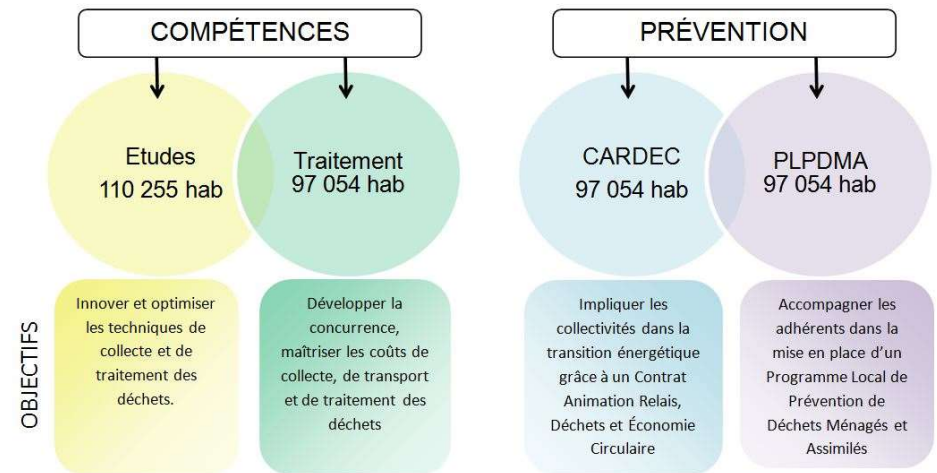 COMPÉTENCES
PRÉVENTION
Etudes
110 255 hab
Traitement
97 054 hab
CARDEC
97 054 hab
PLPDMA
97 054 hab
OBJECTIFS
Innover et optimiser
les techniques de
collecte et de
traitement des
déchets.
Développer la
concurrence,
maîtriser les coûts de
collecte, de transport
et de traitement des
déchets
Impliquer les
collectivités dans la
transition énergétique
grâce à un Contrat
Animation Relais,
Déchets et Économie
Circulaire
Accompagner les
adhérents dans la
mise en place d’un
Programme Local de
Prévention de
Déchets Ménagés et
Assimilés